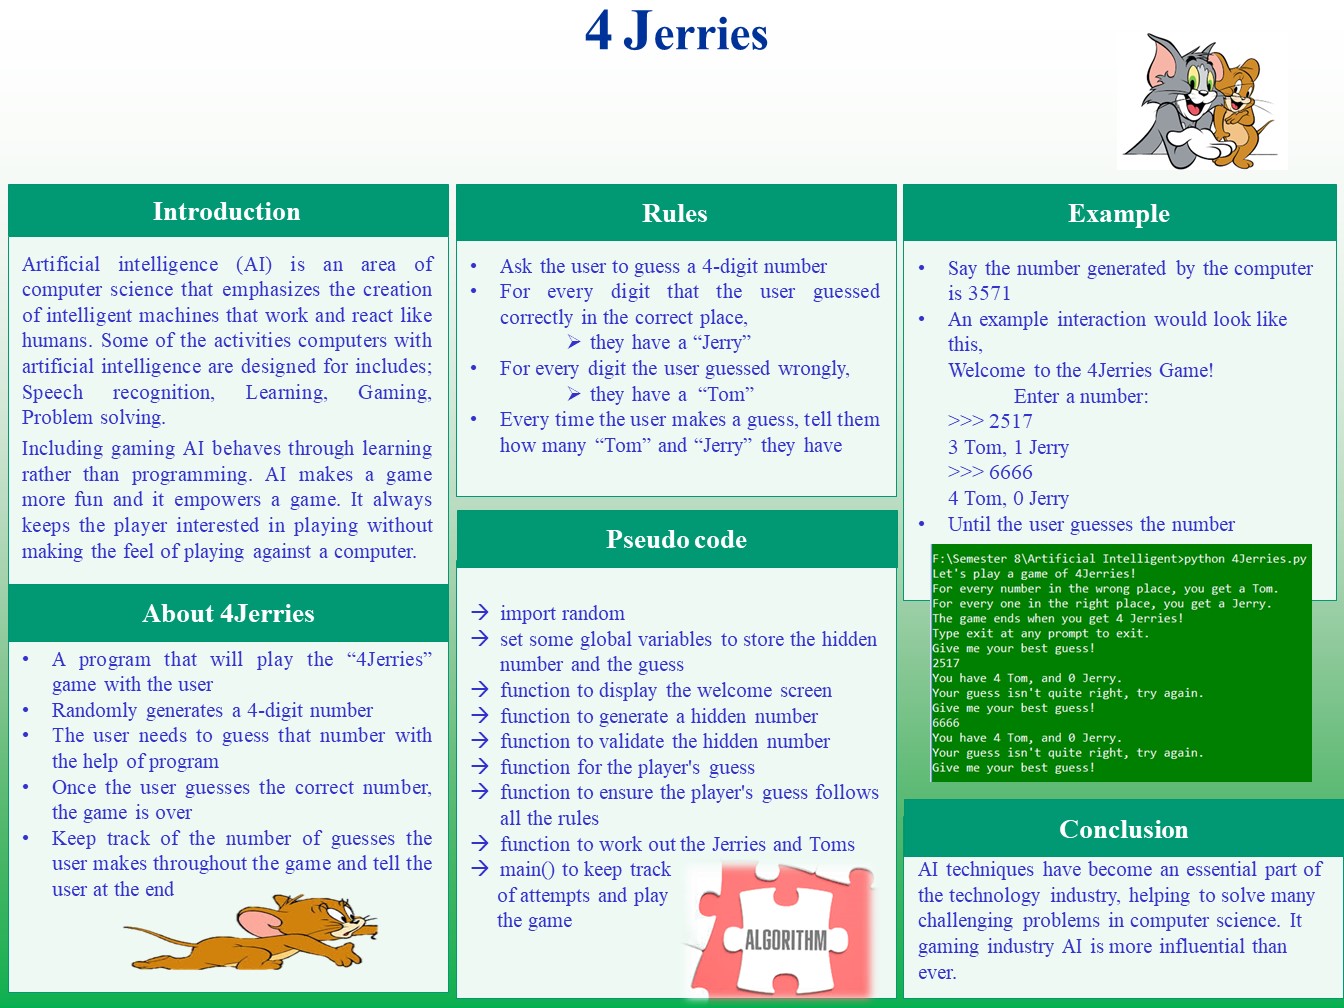 4 Jerries
Introduction
Artificial intelligence (AI) is an area of
computer science that emphasizes the creation
of intelligent machines that work and react like
humans. Some of the activities computers with
artificial intelligence are designed for includes;
Speech recognition, Learning, Gaming,
Problem solving.
Including gaming AI behaves through learning
rather than programming. AI makes a game
more fun and it empowers a game. It always
keeps the player interested in playing without
making the feel of playing against a computer.
About 4Jerries
• A program that will play the “4Jerries”
game with the user
• Randomly generates a 4-digit number
• The user needs to guess that number with
the help of program
• Once the user guesses the correct number,
the game is over
• Keep track of the number of guesses the
user makes throughout the game and tell the
user at the end
Rules
• Ask the user to guess a 4-digit number
• For every digit that the user guessed
correctly in the correct place,
➢ they have a “Jerry”
• For every digit the user guessed wrongly,
➢ they have a “Tom”
• Every time the user makes a guess, tell them
how many “Tom” and “Jerry” they have
Pseudo code
→ import random
→ set some global variables to store the hidden
number and the guess
→ function to display the welcome screen
→ function to generate a hidden number
→ function to validate the hidden number
→ function for the player's guess
→ function to ensure the player's guess follows
all the rules
→ function to work out the Jerries and Toms
→ main() to keep track
of attempts and play
the game
ALGORITHM
Example
• Say the number generated by the computer
is 3571
• An example interaction would look like
this,
Welcome to the 4Jerries Game!
Enter a number:
>>> 2517
3 Tom, 1 Jerry
>>> 6666
4 Tom, 0 Jerry
• Until the user guesses the number
F:\Semester 8\Artificial Intelligent>python 4Jerries.py
Let's play a game of 4Jerries!
For every number in the wrong place, you get a Tom.
For every one in the right place, you get a Jerry.
The game ends when you get 4 Jerries!
Type exit at any prompt to exit.
Give me your best guess!
2517
You have 4 Tom, and 0 Jerry.
Your guess isn't quite right, try again.
Give me your best guess!
6666
You have 4 Tom, and 0 Jerry.
Your guess isn't quite right, try again.
Give me your best guess!
Conclusion
AI techniques have become an essential part of
the technology industry, helping to solve many
challenging problems in computer science. It
gaming industry AI is more influential than
ever.